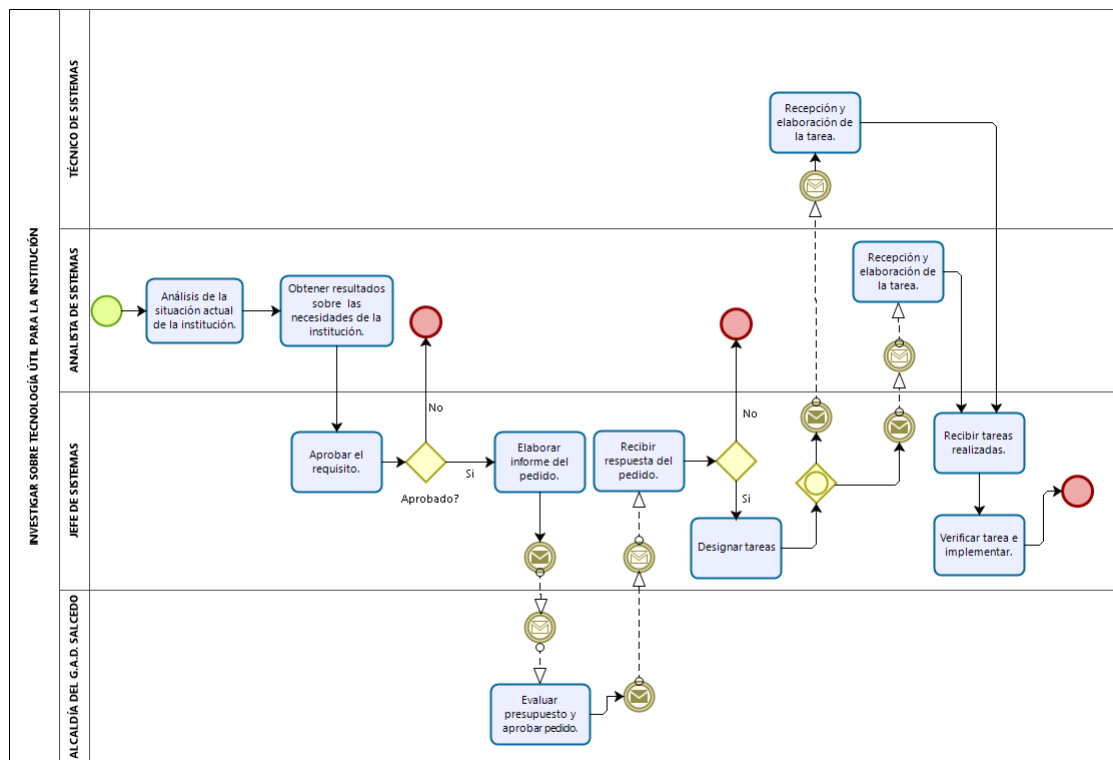 INVESTIGAR SOBRE TECNOLOGÍA ÚTIL PARA LA INSTITUCIÓN
TÉCNICO DE SISTEMAS
Recepción y
elaboración de
la tarea.
ANALISTA DE SISTEMAS
Análisis de la
situación actual
de la institución.
Obtener resultados
sobre las
necesidades de la
institución.
Recepción y
elaboración de
la tarea.
JEFE DE SISTEMAS
Aprobar el
requisito.
No
Aprobado?
Si
Elaborar
informe del
pedido.
Recibir
respuesta del
pedido.
No
Si
Designar tareas
Recibir tareas
realizadas.
Verificar tarea e
implementar.
ALCALDÍA DEL G.A.D. SALCEDO
Evaluar
presupuesto y
aprobar pedido.